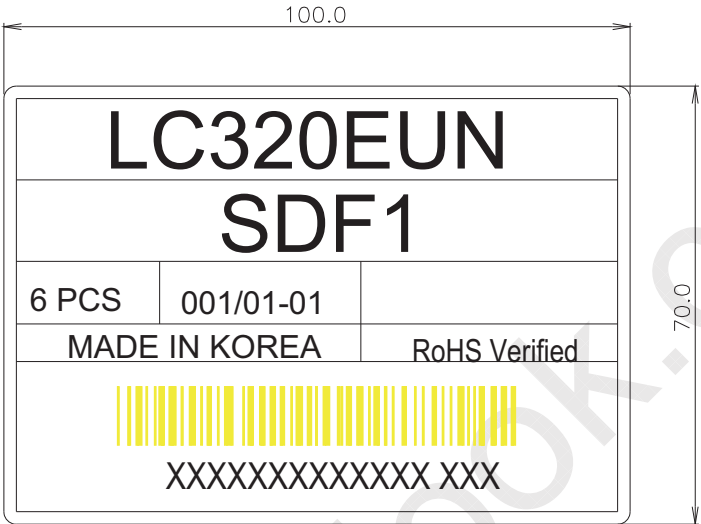 100.0
LC320EUN
SDF1
70.0
6 PCS 001/01-01
MADE IN KOREA RoHS Verified
XXXXXXXXXXXXX XXX